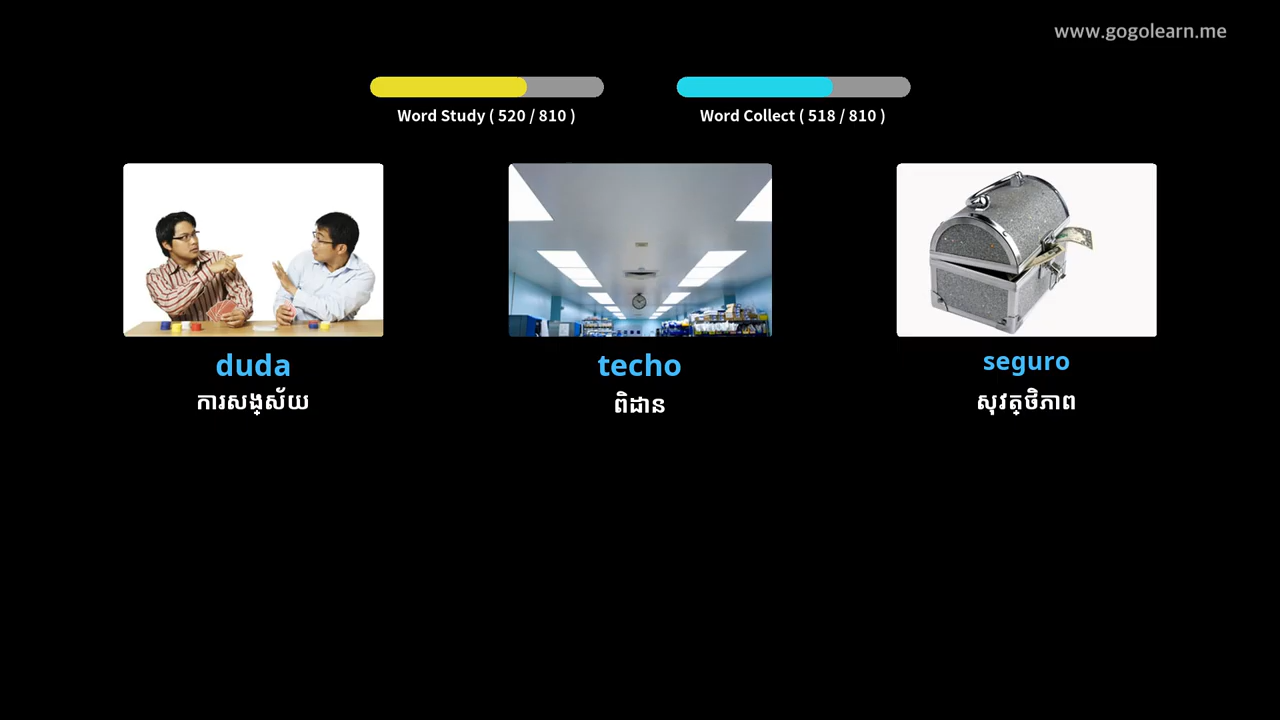 www.gogolearn.me
Word Study ( 520 / 810 )
Word Collect ( 518 / 810 )
duda
ការសង្ស័យ
techo
ពិដាន
seguro
សុវត្ថិភាព